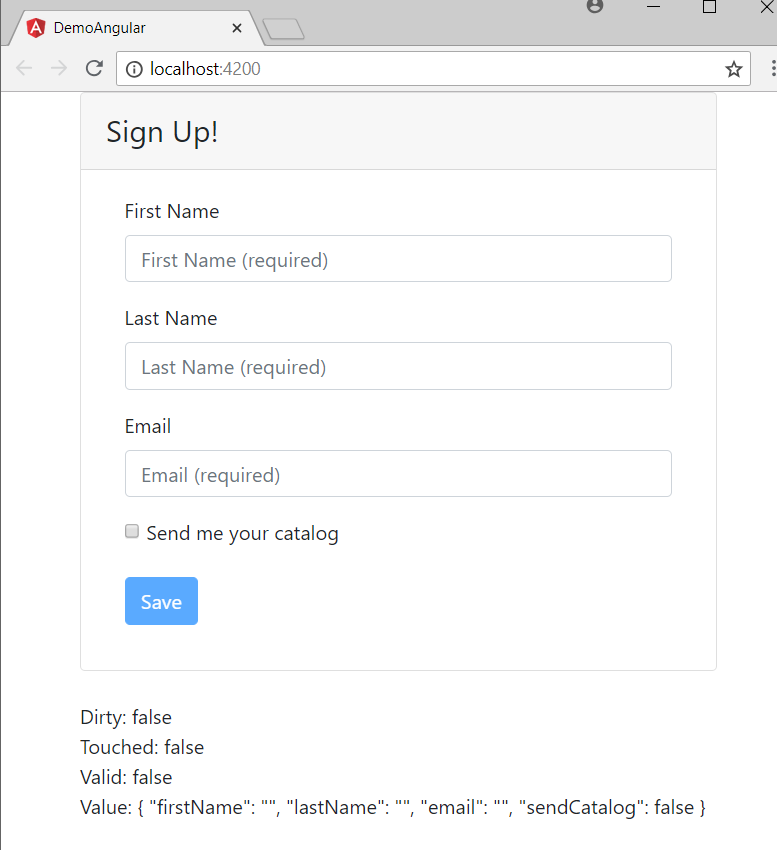 DemoAngular
localhost:4200
Sign Up!
First Name
First Name (required)
Last Name
Last Name (required)
Email
Email (required)
Send me your catalog
Save
Dirty: false
Touched: false
Valid: false
Value: { "firstName": "", "lastName": "", "email": "", "sendCatalog": false }